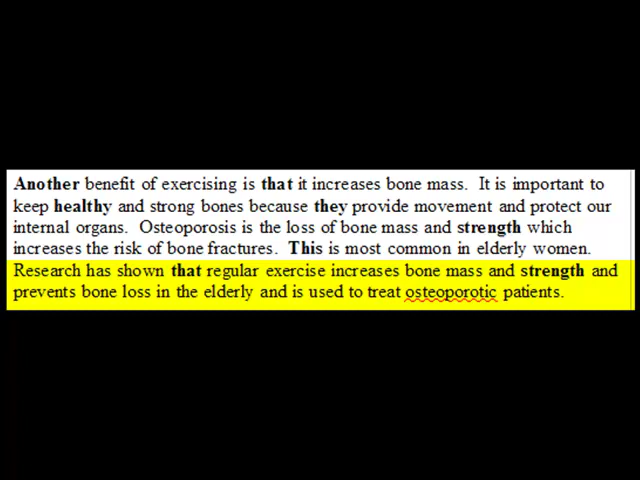 Another benefit of exercising is that it increases bone mass.  It is important to
keep healthy and strong bones because they provide movement and protect our
internal organs.  Osteoporosis is the loss of bone mass and strength which
increases the risk of bone fractures.  This is most common in elderly women.
Research has shown that regular exercise increases bone mass and strength and
prevents bone loss in the elderly and is used to treat osteoporotic patients.